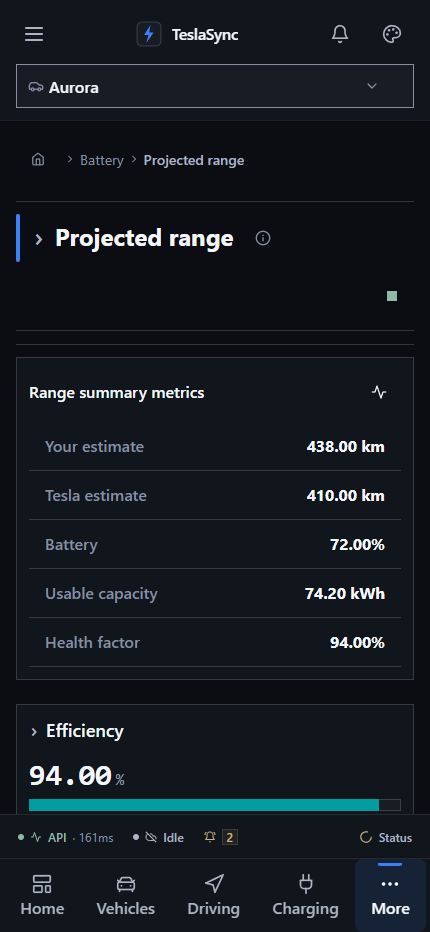 TeslaSync
Aurora
Battery Projected range
Projected range
Range summary metrics
Your estimate 438.00 km
Tesla estimate 410.00 km
Battery 72.00%
Usable capacity 74.20 kWh
Health factor 94.00%
Efficiency
94.00%
API · 161ms Idle 2 Status
Home Vehicles Driving Charging More